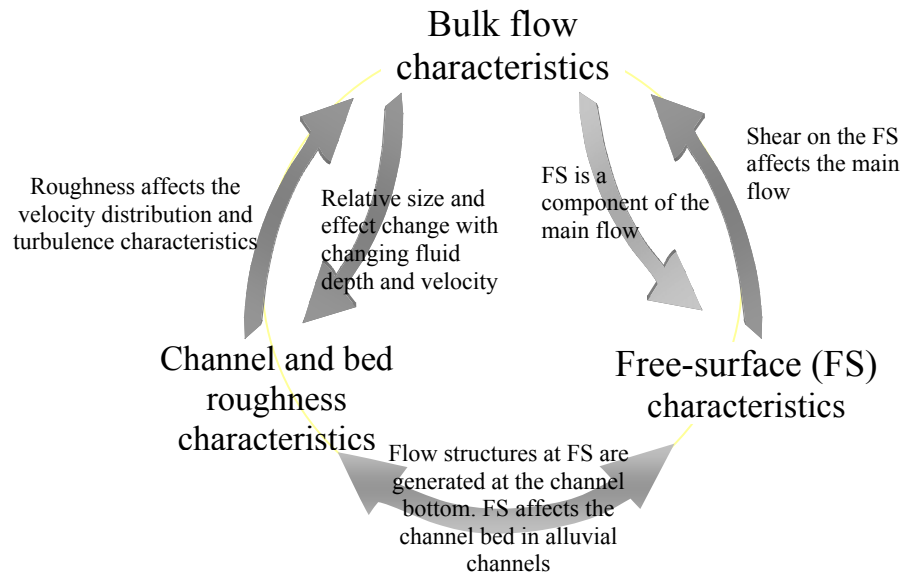 Bulk flow
characteristics
Shear on the FS
affects the main
flow
Roughness affects the
velocity distribution and
turbulence characteristics
Relative size and
effect change with
changing fluid
depth and velocity
FS is a
component of the
main flow
Channel and bed
roughness
characteristics
Free-surface (FS)
characteristics
Flow structures at FS are
generated at the channel
bottom. FS affects the
channel bed in alluvial
channels